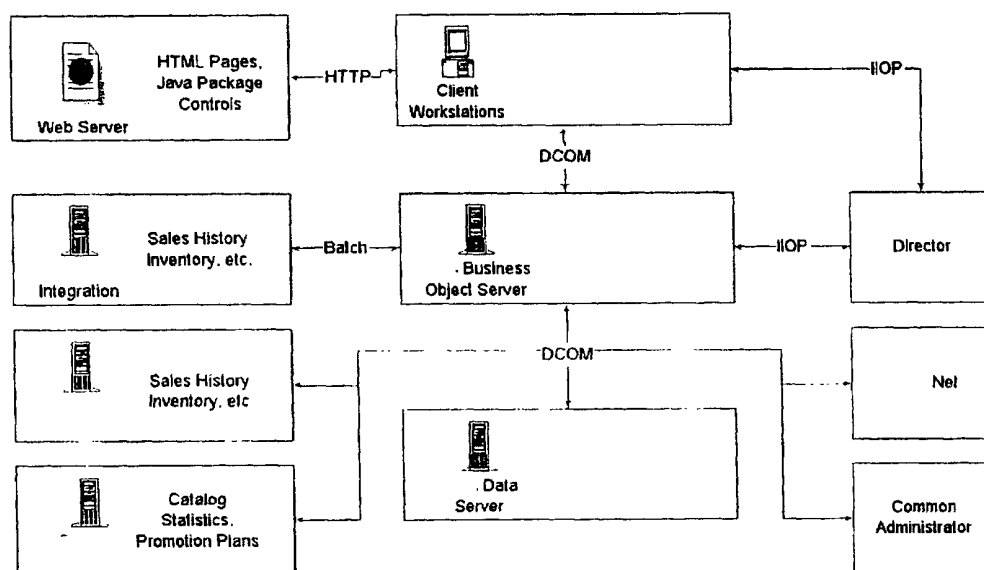 HTML Pages,
Java Package
Controls
Web Server
HTTP
Client
Workstations
IIOP
DCOM
Sales History
Inventory, etc.
Integration
Batch
. Business
Object Server
IIOP
Director
DCOM
Sales History
Inventory, etc
Net
. Data
Server
Catalog
Statistics,
Promotion Plans
Common
Administrator